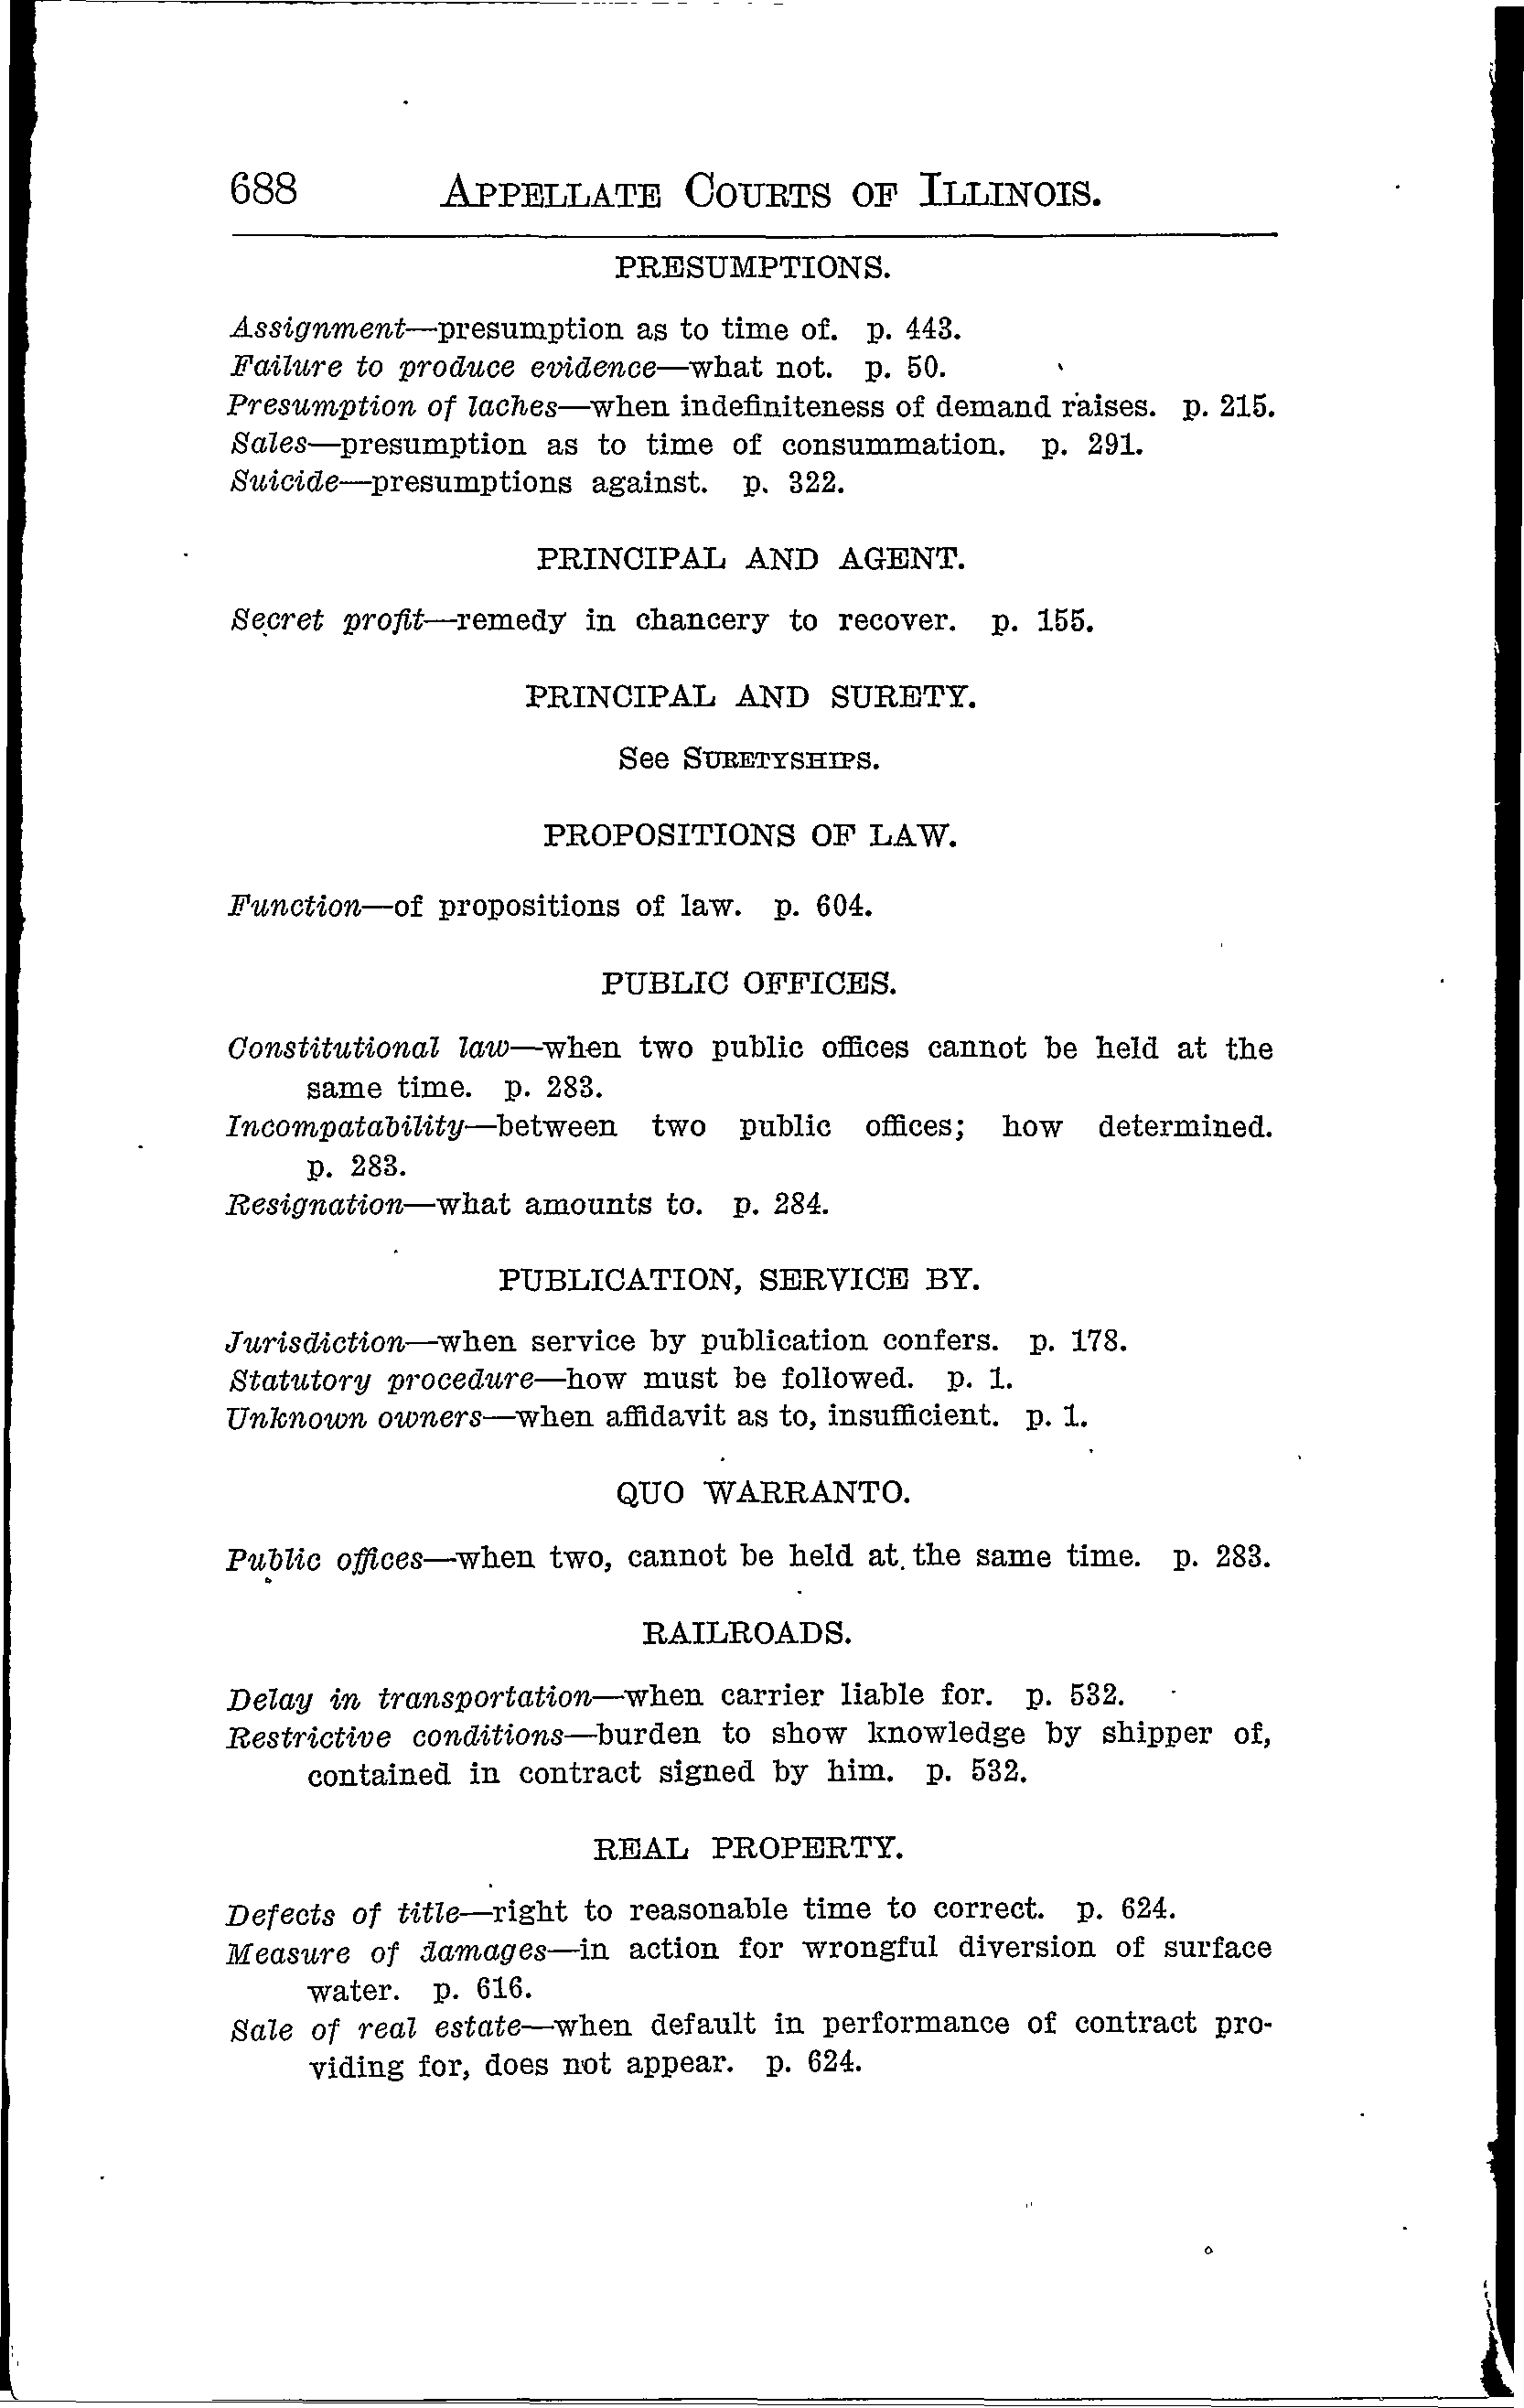 688 APPELLATE COURTS OF ILLINOIS.
PRESUMPTIONS.
Assignment—presumption as to time of. p. 443.
Failure to produce evidence—what not. p. 50.
Presumption of laches—when indefiniteness of demand raises. p. 215.
Sales—presumption as to time of consummation. p. 291.
Suicide—presumptions against. p. 322.
PRINCIPAL AND AGENT.
Secret profit—remedy in chancery to recover. p. 155.
PRINCIPAL AND SURETY.
See SURETYSHIPS.
PROPOSITIONS OF LAW.
Function—of propositions of law. p. 604.
PUBLIC OFFICES.
Constitutional law—when two public offices cannot be held at the
same time. p. 283.
Incompatability—between two public offices; how determined.
p. 283.
Resignation—what amounts to. p. 284.
PUBLICATION, SERVICE BY.
Jurisdiction—when service by publication confers. p. 178.
Statutory procedure—how must be followed. p. 1.
Unknown owners—when affidavit as to, insufficient. p. 1.
QUO WARRANTO.
Public offices—when two, cannot be held at the same time. p. 283.
RAILROADS.
Delay in transportation—when carrier liable for. p. 532.
Restrictive conditions—burden to show knowledge by shipper of,
contained in contract signed by him. p. 532.
REAL PROPERTY.
Defects of title—right to reasonable time to correct. p. 624.
Measure of damages—in action for wrongful diversion of surface
water. p. 616.
Sale of real estate—when default in performance of contract pro-
viding for, does not appear. p. 624.